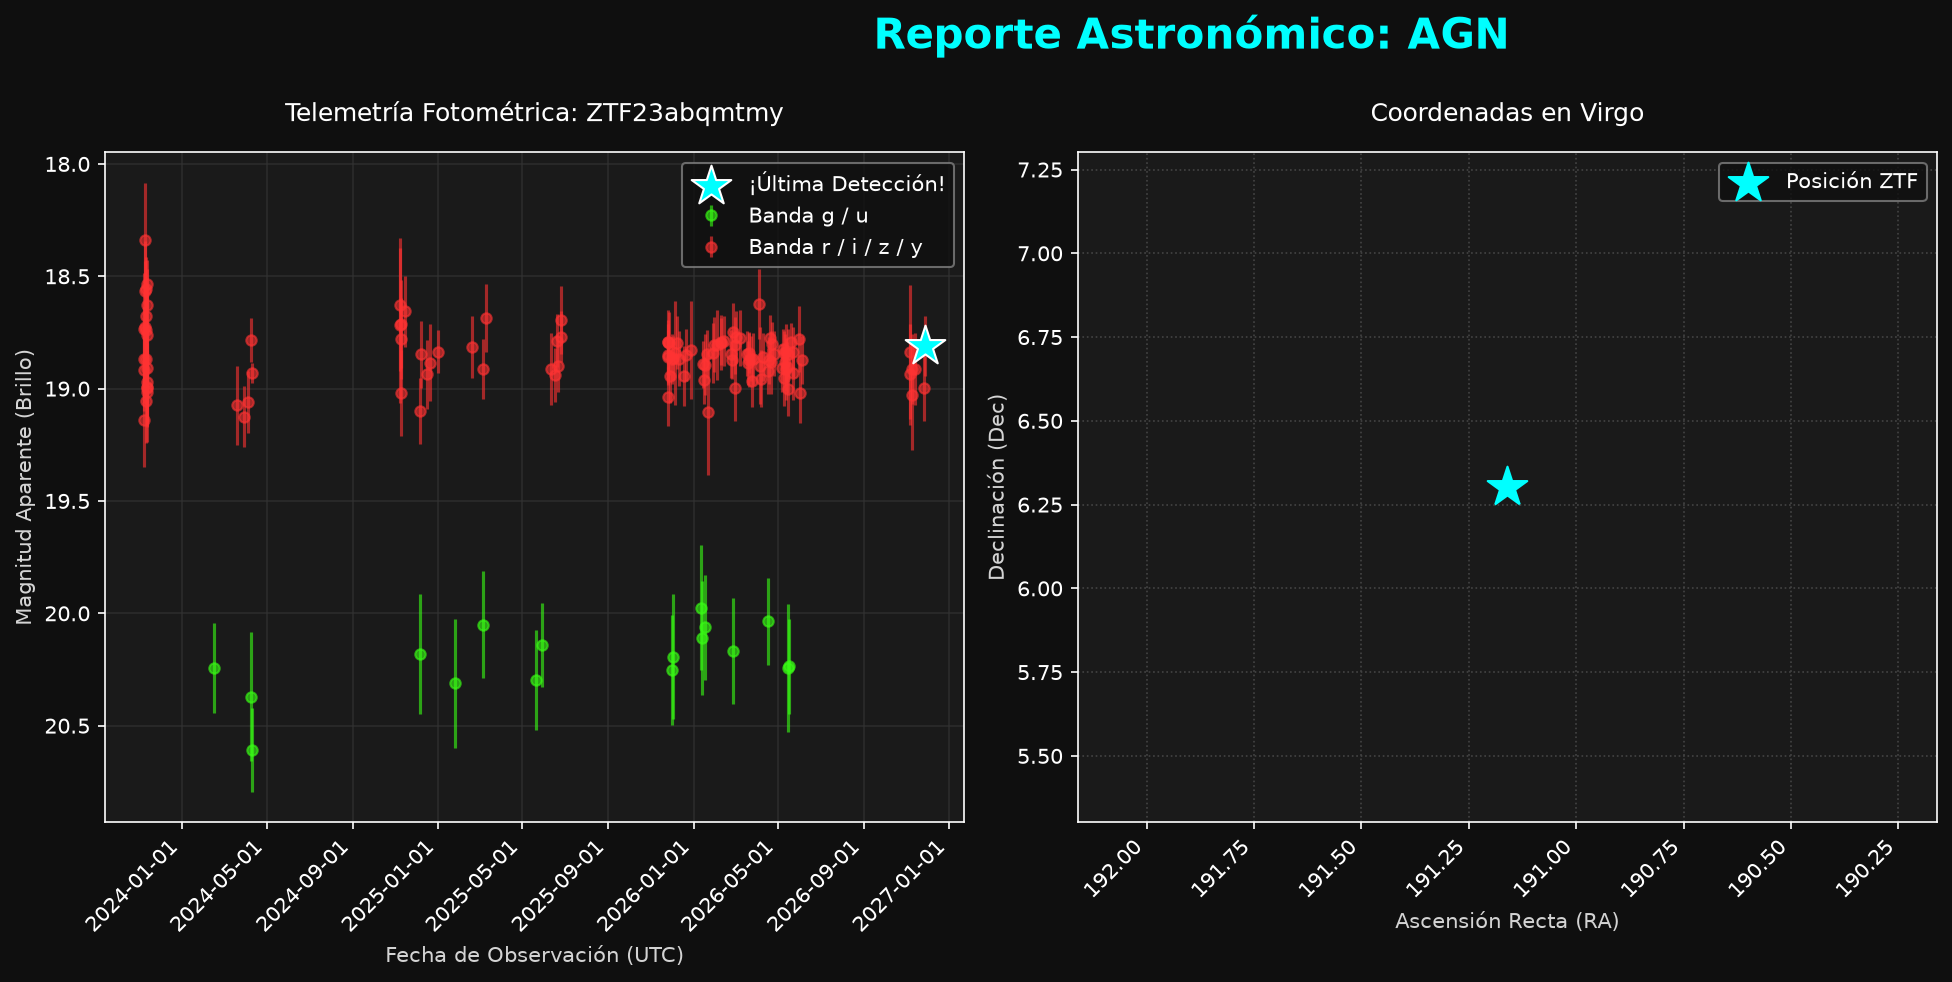 Reporte Astronómico: AGN
Telemetría Fotométrica: ZTF23abqmtmy
Magnitud Aparente (Brillo)
18.0
18.5
19.0
19.5
20.0
20.5
¡Última Detección!
Banda g / u
Banda r / i / z / y
2024-01-01
2024-05-01
2024-09-01
2025-01-01
2025-05-01
2025-09-01
2026-01-01
2026-05-01
2026-09-01
2027-01-01
Fecha de Observación (UTC)
Coordenadas en Virgo
Declinación (Dec)
7.25
7.00
6.75
6.50
6.25
6.00
5.75
5.50
Posición ZTF
192.00
191.75
191.50
191.25
191.00
190.75
190.50
190.25
Ascensión Recta (RA)